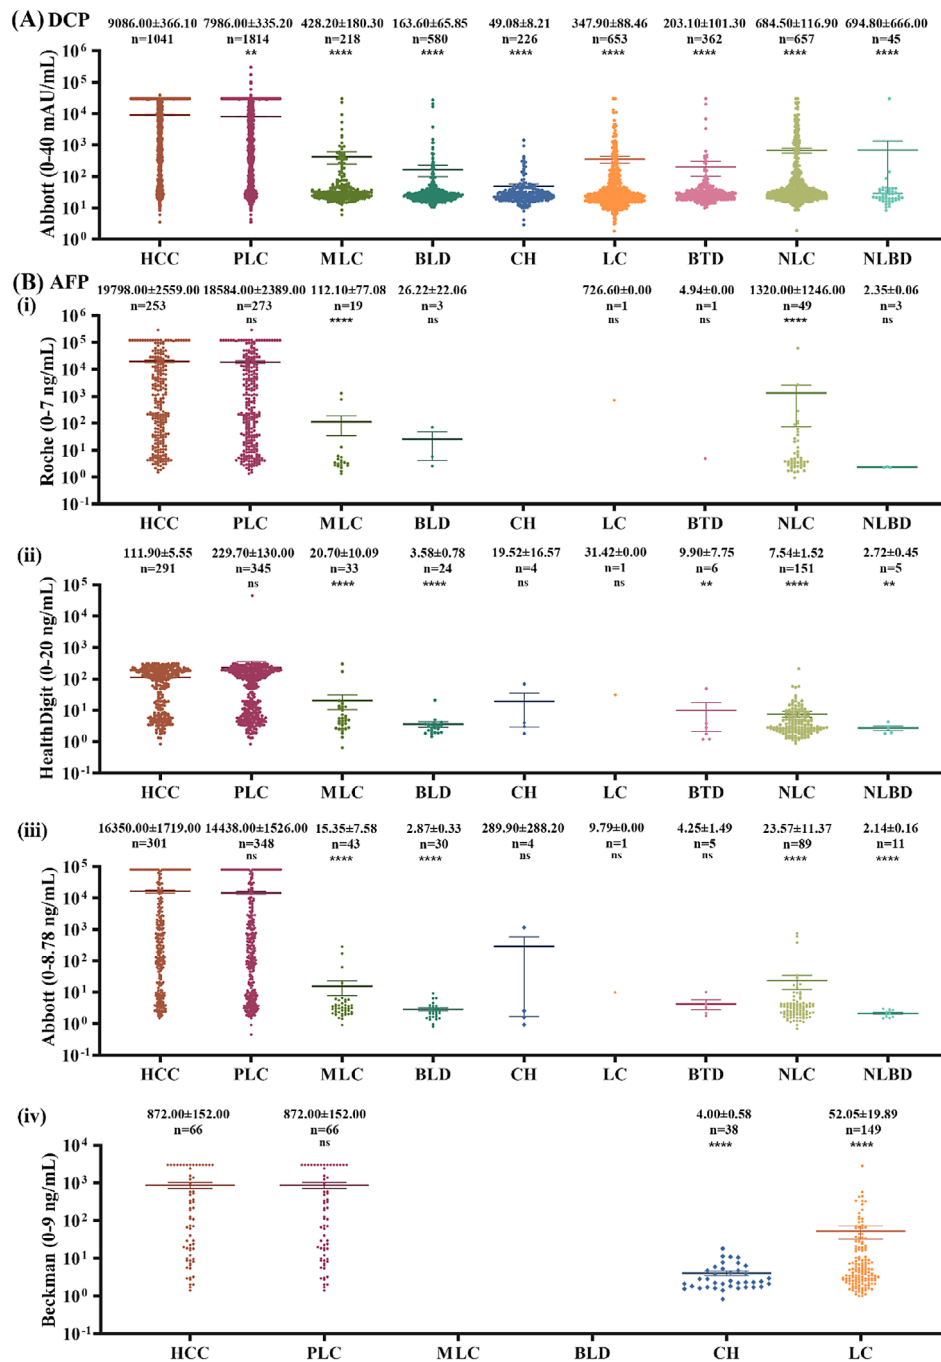 (A) DCP
9086.00±366.10 7986.00±335.20 428.20±180.30 163.60±65.85 49.08±8.21 347.90±88.46 203.10±101.30 684.50±116.90 694.80±666.00
n=1041 n=1814 n=218 n=580 n=226 n=653 n=362 n=657 n=45
** **** **** **** **** **** **** ****
Abbott (0-40 mAU/mL)
10⁶
10⁵
10⁴
10³
10²
10¹
10⁰
HCC PLC MLC BLD CH LC BTD NLC NLBD
(B) AFP
(i)
19798.00±2559.00 18584.00±2389.00 112.10±77.08 26.22±22.06 726.60±0.00 4.94±0.00 1320.00±1246.00 2.35±0.06
n=253 n=273 n=19 n=3 n=1 n=1 n=49 n=3
ns **** ns ns ns **** ns
Roche (0-7 ng/mL)
10⁶
10⁵
10⁴
10³
10²
10¹
10⁰
10⁻¹
HCC PLC MLC BLD CH LC BTD NLC NLBD
(ii)
111.90±5.55 229.70±130.00 20.70±10.09 3.58±0.78 19.52±16.57 31.42±0.00 9.90±7.75 7.54±1.52 2.72±0.45
n=291 n=345 n=33 n=24 n=4 n=1 n=6 n=151 n=5
ns **** **** ns ns ** **** **
HealthDigit (0-20 ng/mL)
10⁵
10⁴
10³
10²
10¹
10⁰
10⁻¹
HCC PLC MLC BLD CH LC BTD NLC NLBD
(iii)
16350.00±1719.00 14438.00±1526.00 15.35±7.58 2.87±0.33 289.90±288.20 9.79±0.00 4.25±1.49 23.57±11.37 2.14±0.16
n=301 n=348 n=43 n=30 n=4 n=1 n=5 n=89 n=11
ns **** **** ns ns ns **** ****
Abbott (0-8.78 ng/mL)
10⁵
10⁴
10³
10²
10¹
10⁰
10⁻¹
HCC PLC MLC BLD CH LC BTD NLC NLBD
(iv)
872.00±152.00 872.00±152.00 4.00±0.58 52.05±19.89
n=66 n=66 n=38 n=149
ns **** ****
Beckman (0-9 ng/mL)
10⁴
10³
10²
10¹
10⁰
10⁻¹
HCC PLC MLC BLD CH LC